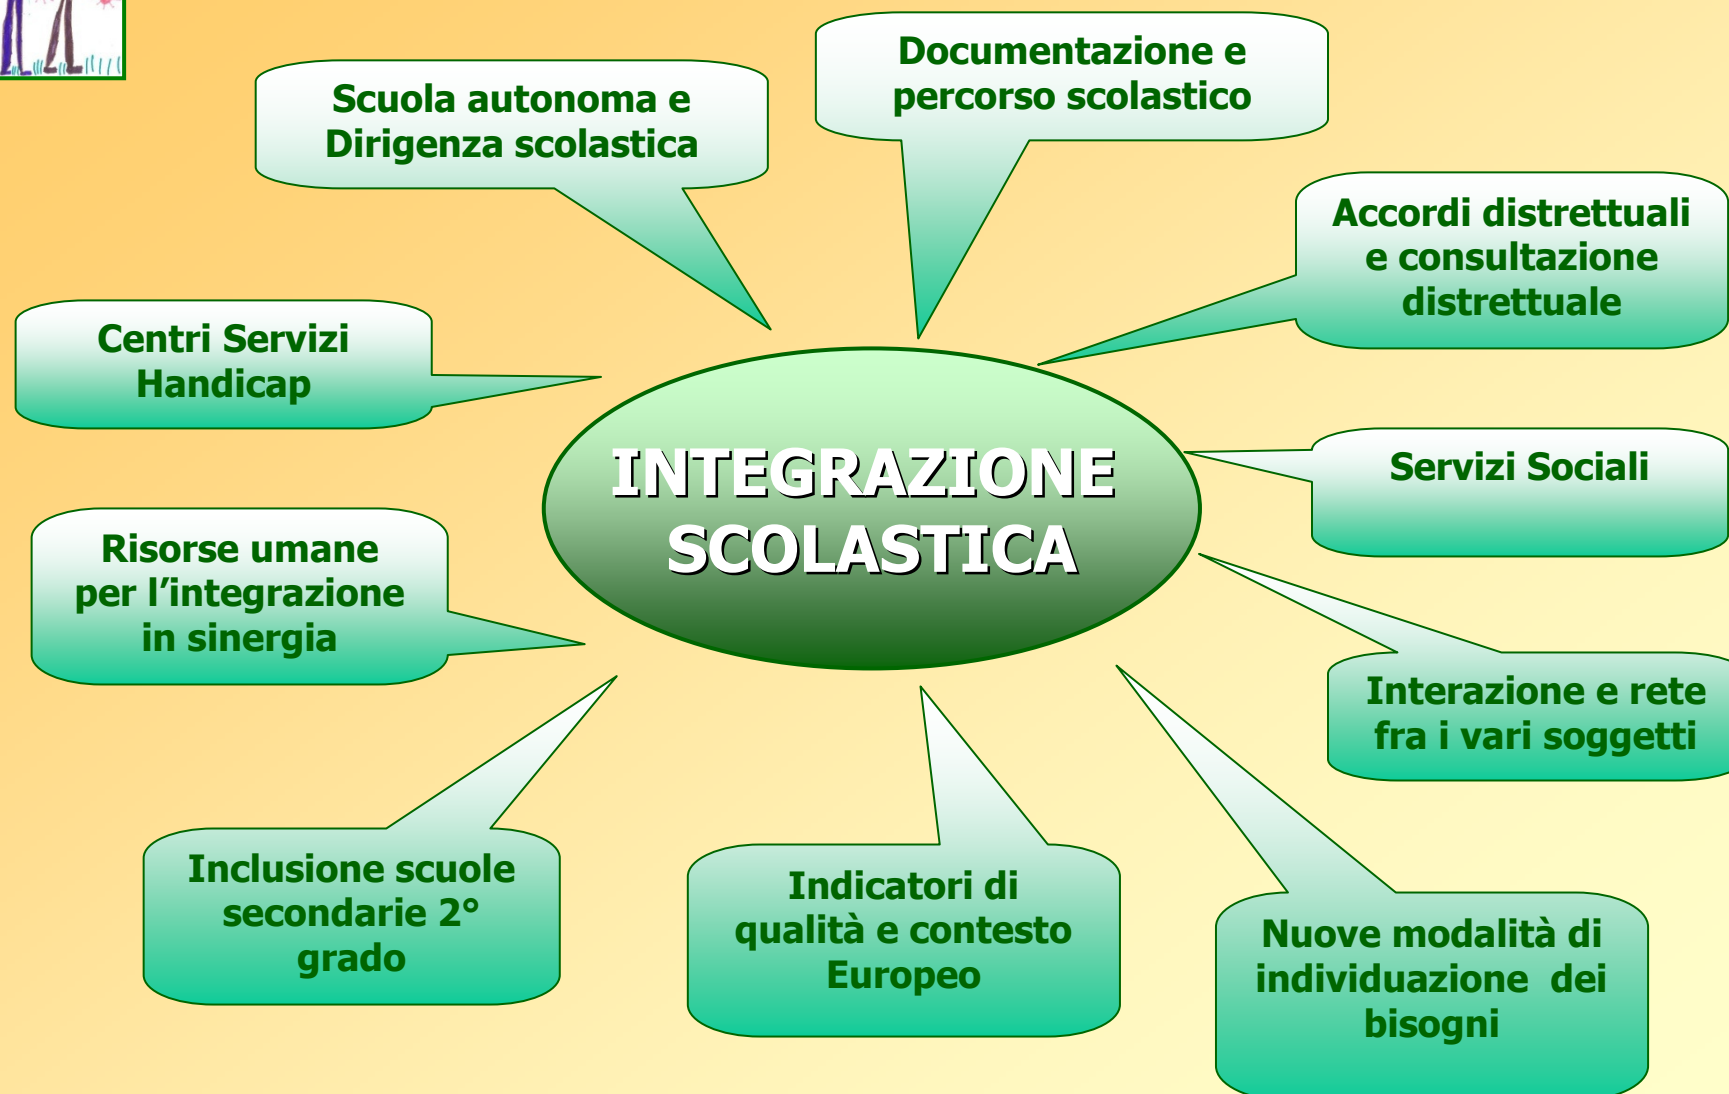 Documentazione e
percorso scolastico
Scuola autonoma e
Dirigenza scolastica
Accordi distrettuali
e consultazione
distrettuale
Centri Servizi
Handicap
INTEGRAZIONE
SCOLASTICA
Servizi Sociali
Risorse umane
per l’integrazione
in sinergia
Interazione e rete
fra i vari soggetti
Inclusione scuole
secondarie 2°
grado
Indicatori di
qualità e contesto
Europeo
Nuove modalità di
individuazione  dei
bisogni